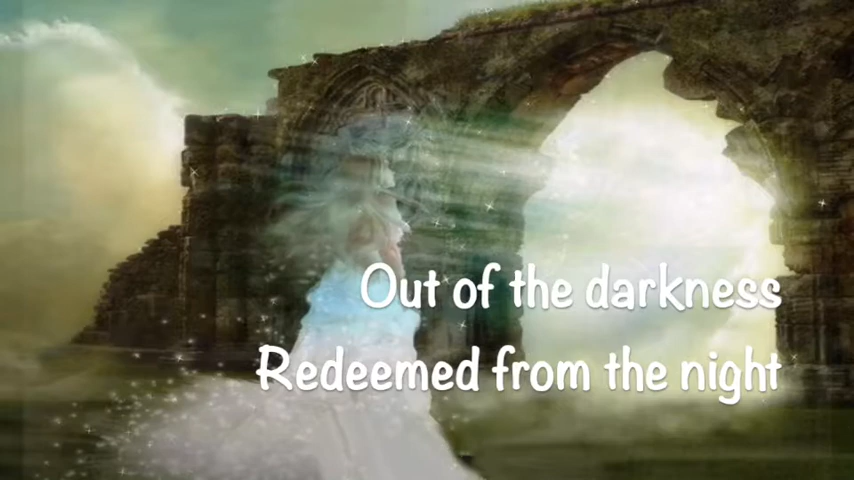 Out of the darkness
Redeemed from the night